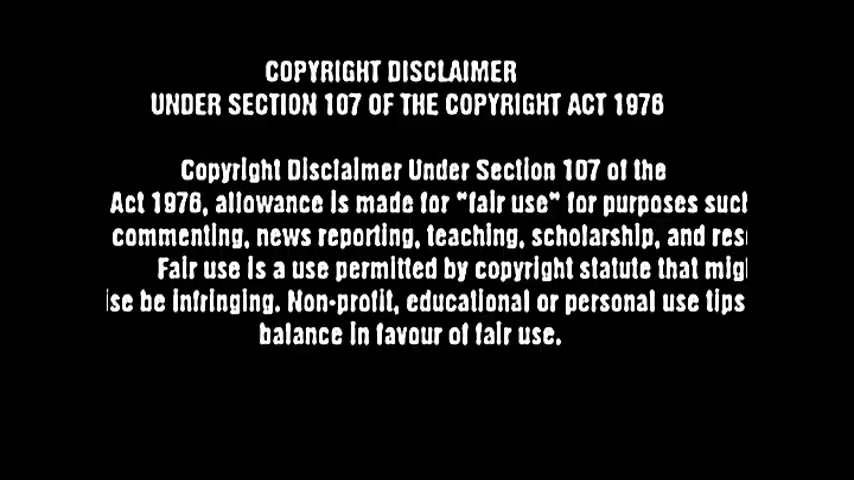 COPYRIGHT DISCLAIMER
UNDER SECTION 107 OF THE COPYRIGHT ACT 1976
Copyright Disclaimer Under Section 107 of the
Act 1976, allowance is made for "fair use" for purposes
commenting, news reporting, teaching, scholarship, and
Fair use is a use permitted by copyright statute that
be infringing. Non-profit, educational or personal use tips
balance in favour of fair use.